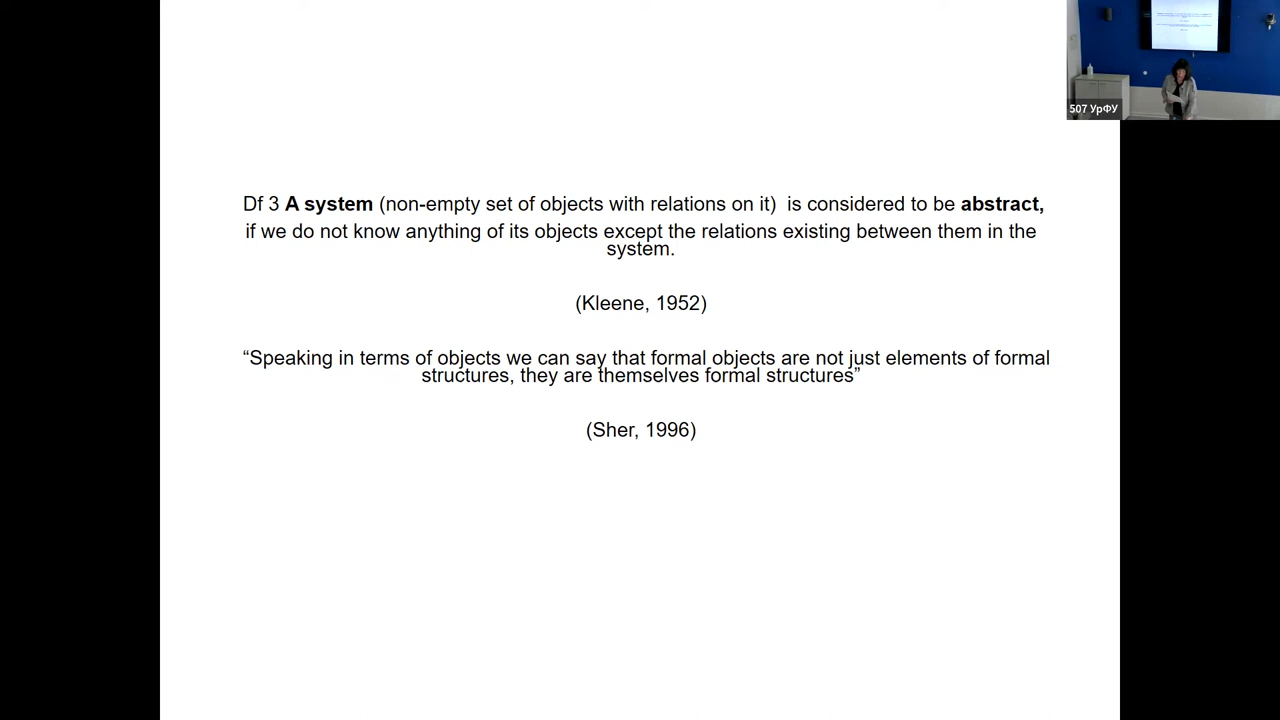 507 УрФУ
Df 3 A system (non-empty set of objects with relations on it) is considered to be abstract,
if we do not know anything of its objects except the relations existing between them in the
system.
(Kleene, 1952)
“Speaking in terms of objects we can say that formal objects are not just elements of formal
structures, they are themselves formal structures”
(Sher, 1996)